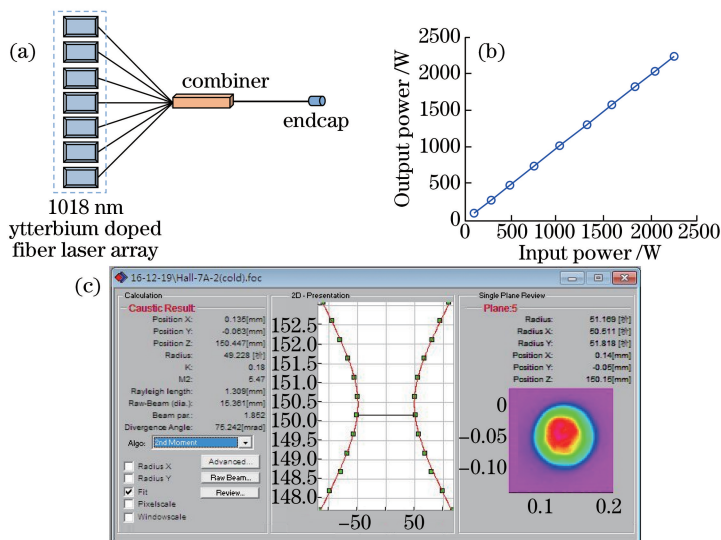 (a)
combiner
endcap
1018 nm
ytterbium doped
fiber laser array
(b)
Output power /W
2500
2000
1500
1000
500
0
0 500 1000 1500 2000 2500
Input power /W
(c)
16-12-19\Hall-7A-2(cold).foc
Calculation
Caustic Result:
Position X: 0.135[mm]
Position Y: -0.063[mm]
Position Z: 150.447[mm]
Radius: 49.228
K: 0.18
M2: 5.47
Rayleigh length: 1.309[mm]
Raw-Beam (dia.): 15.361[mm]
Beam par.: 1.852
Divergence Angle: 75.242[mrad]
Algo: 2nd Moment
Radius X
Radius Y
Fit
Pixelscale
Windowscale
Advanced...
Raw Beam...
Review...
2D - Presentation
152.5
152.0
151.5
151.0
150.5
150.0
149.5
149.0
148.5
148.0
−50 50
Single Plane Review
Plane:5
Radius: 51.169
Radius X: 50.511
Radius Y: 51.818
Position X: 0.14[mm]
Position Y: -0.05[mm]
Position Z: 150.15[mm]
0
−0.05
−0.10
0.1 0.2